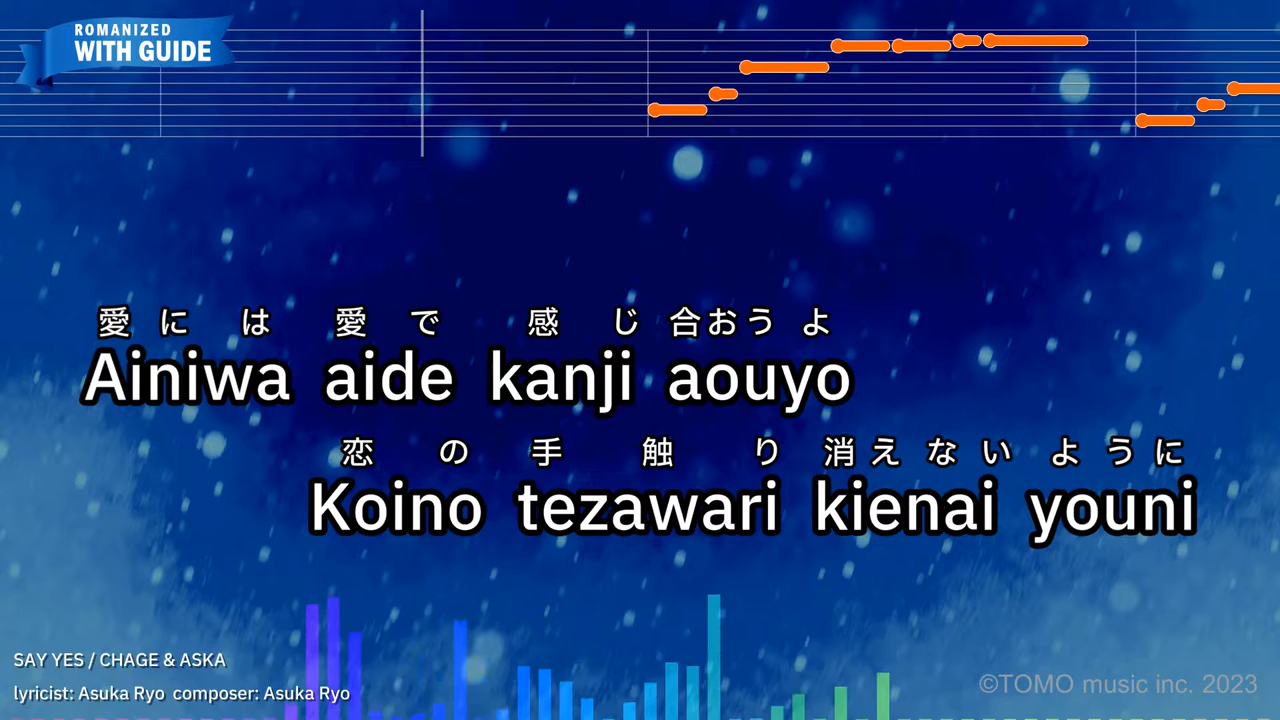 ROMANIZED
WITH GUIDE
愛には 愛で 感じ 合おうよ
Ainiwa aide kanji aouyo
恋の 手触り 消えない ように
Koino tezawari kienai youni
SAY YES / CHAGE & ASKA
lyricist: Asuka Ryo composer: Asuka Ryo
©TOMO music inc. 2023